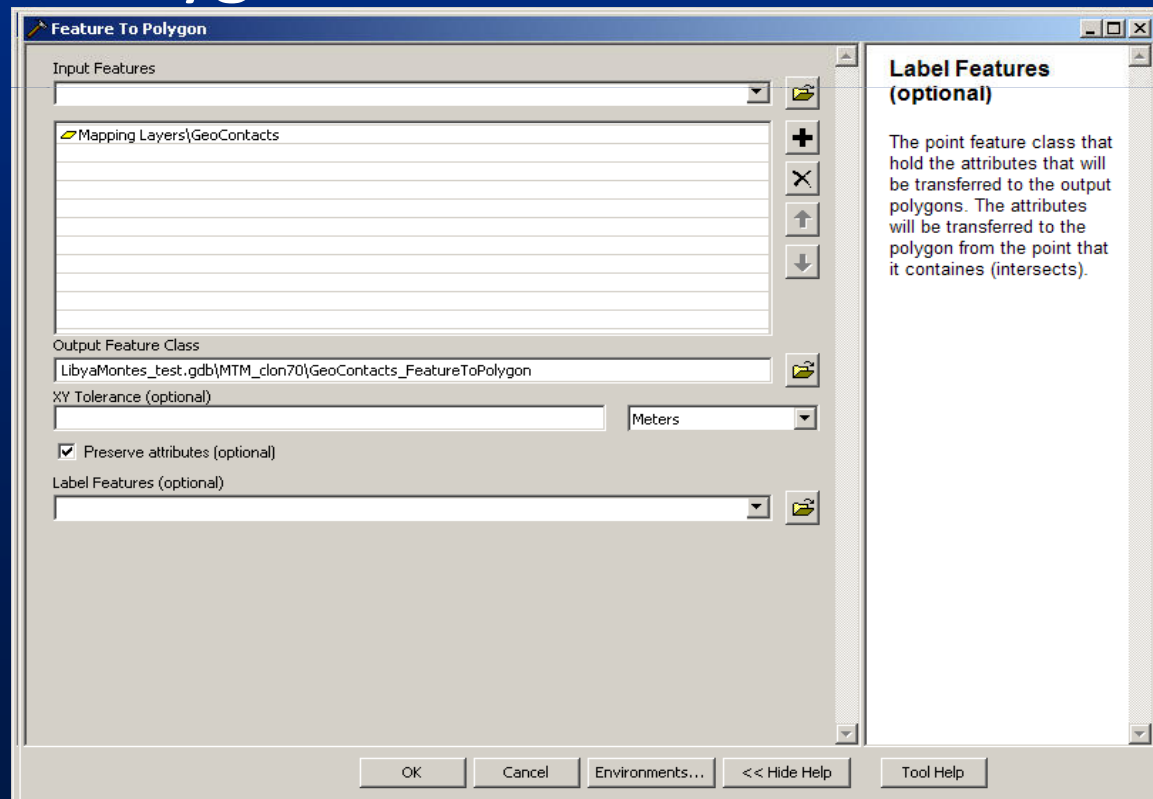 Feature To Polygon
Input Features
Mapping Layers\GeoContacts
Output Feature Class
LibyaMontes_test.gdb\MTM_clon70\GeoContacts_FeatureToPolygon
XY Tolerance (optional)
Meters
Preserve attributes (optional)
Label Features (optional)
OK
Cancel
Environments...
<< Hide Help
Tool Help
Label Features
(optional)
The point feature class that
hold the attributes that will
be transferred to the output
polygons. The attributes
will be transferred to the
polygon from the point that
it containes (intersects).